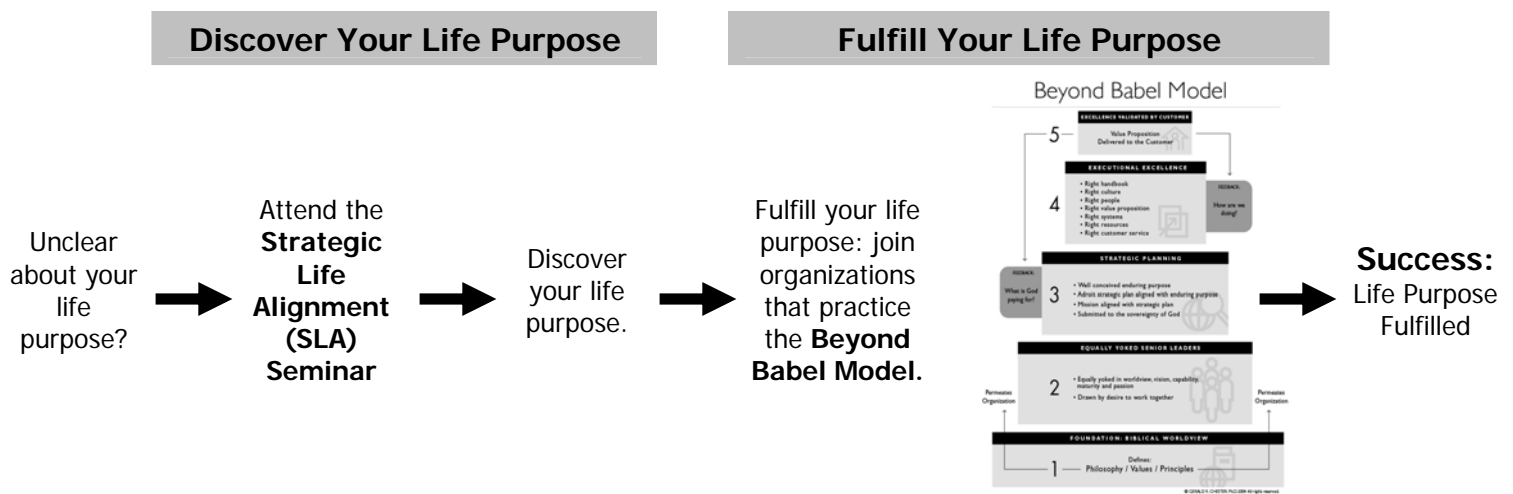 Discover Your Life Purpose
Fulfill Your Life Purpose
Unclear
about your
life
purpose?
Attend the
Strategic
Life
Alignment
(SLA)
Seminar
Discover
your life
purpose.
Fulfill your life
purpose: join
organizations
that practice
the Beyond
Babel Model.
Beyond Babel Model
EXCELLENCE VALIDATED BY CUSTOMER
5
Value Proposition
Delivered to the Customer
EXECUTIONAL EXCELLENCE
4
• Right handbook
• Right culture
• Right people
• Right value proposition
• Right systems
• Right resources
• Right customer service
FEEDBACK:
How are we
doing?
STRATEGIC PLANNING
FEEDBACK:
What is God
paying for?
3
• Well conceived enduring purpose
• Adroit strategic plan aligned with enduring purpose
• Mission aligned with strategic plan
• Submitted to the sovereignty of God
EQUALLY YOKED SENIOR LEADERS
2
• Equally yoked in worldview, vision, capability,
maturity and passion
• Drawn by desire to work together
Permeates
Organization
Permeates
Organization
FOUNDATION: BIBLICAL WORLDVIEW
1
Defines:
Philosophy / Values / Principles
All rights reserved.
Success:
Life Purpose
Fulfilled